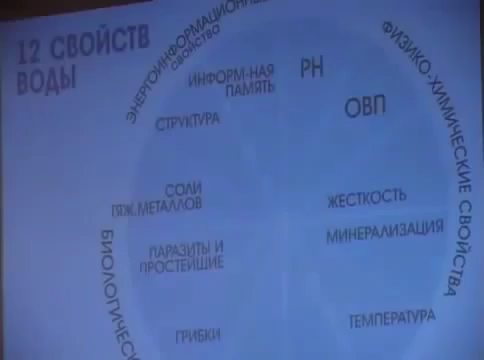 12 СВОЙСТВ
ВОДЫ
ЭНЕРГОИНФОРМАЦИОННЫЕ
СВОЙСТВО
ФИЗИКО-ХИМИЧЕСКИЕ СВОЙСТВА
ИНФОРМ-НАЯ
ПАМЯТЬ
PH
СТРУКТУРА
ОВП
СОЛИ
ТЯЖ.МЕТАЛЛОВ
ЖЕСТКОСТЬ
МИНЕРАЛИЗАЦИЯ
БИОЛОГИЧЕСК
ПАРАЗИТЫ И
ПРОСТЕЙШИЕ
ГРИБКИ
ТЕМПЕРАТУРА